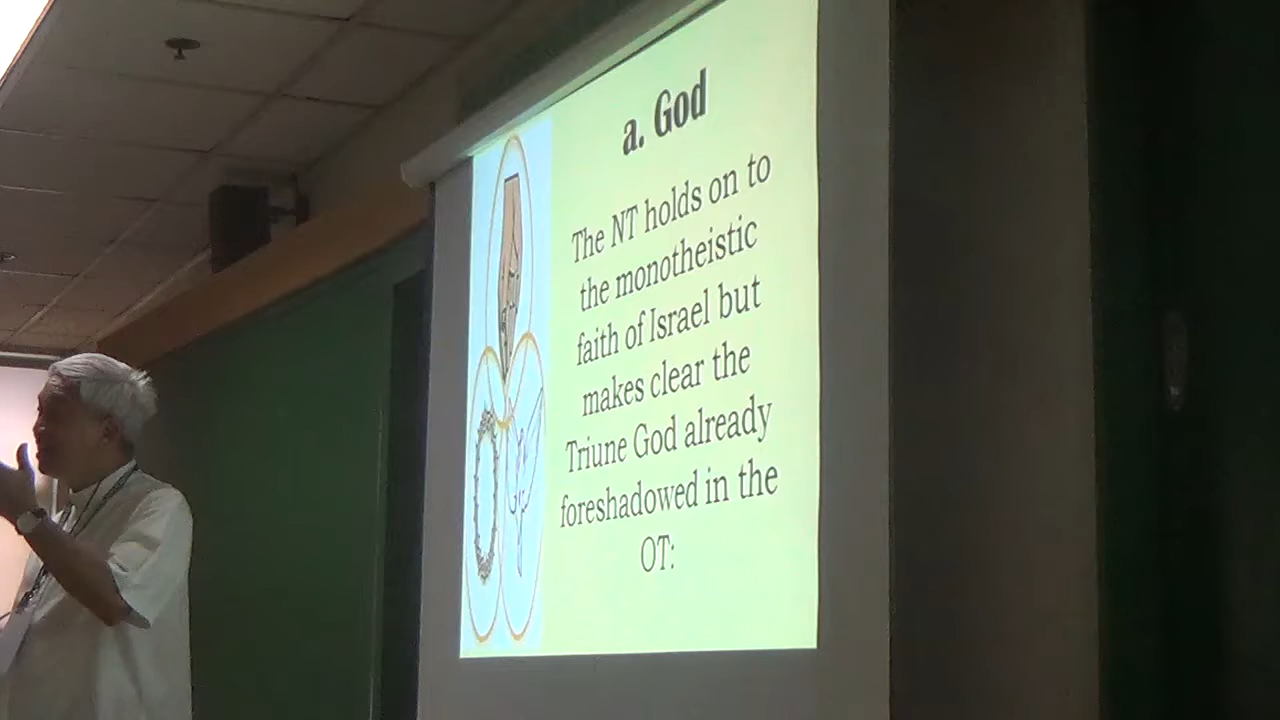 a. God
The NT holds on to
the monotheistic
faith of Israel but
makes clear the
Triune God already
foreshadowed in the
OT: